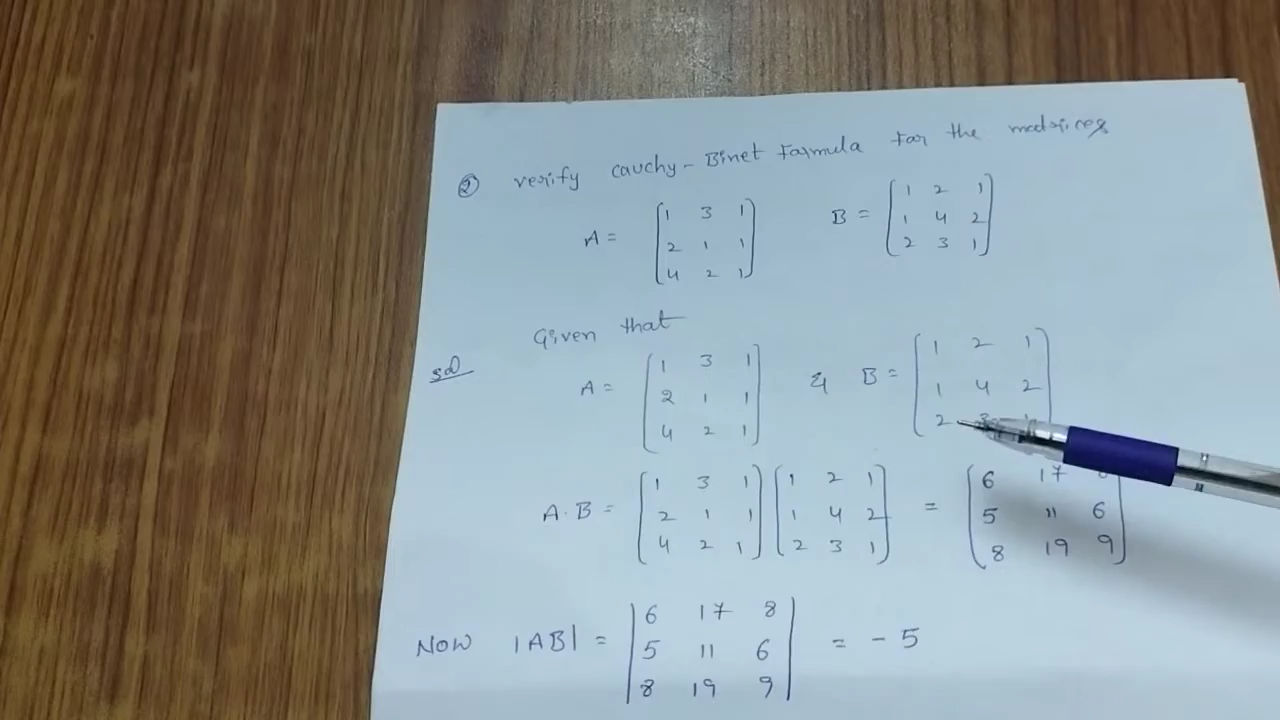 ② verify cauchy-Binet Formula For the matrices
A = [1 3 1; 2 1 1; 4 2 1] B = [1 2 1; 1 4 2; 2 3 1]
Given that
sol A = [1 3 1; 2 1 1; 4 2 1] & B = [1 2 1; 1 4 2; 2
A.B = [1 3 1; 2 1 1; 4 2 1] [1 2 1; 1 4 2; 2 3 1] = [6 17; 5 11 6; 8 19 9]
Now |AB| = |6 17 8; 5 11 6; 8 19 9| = -5